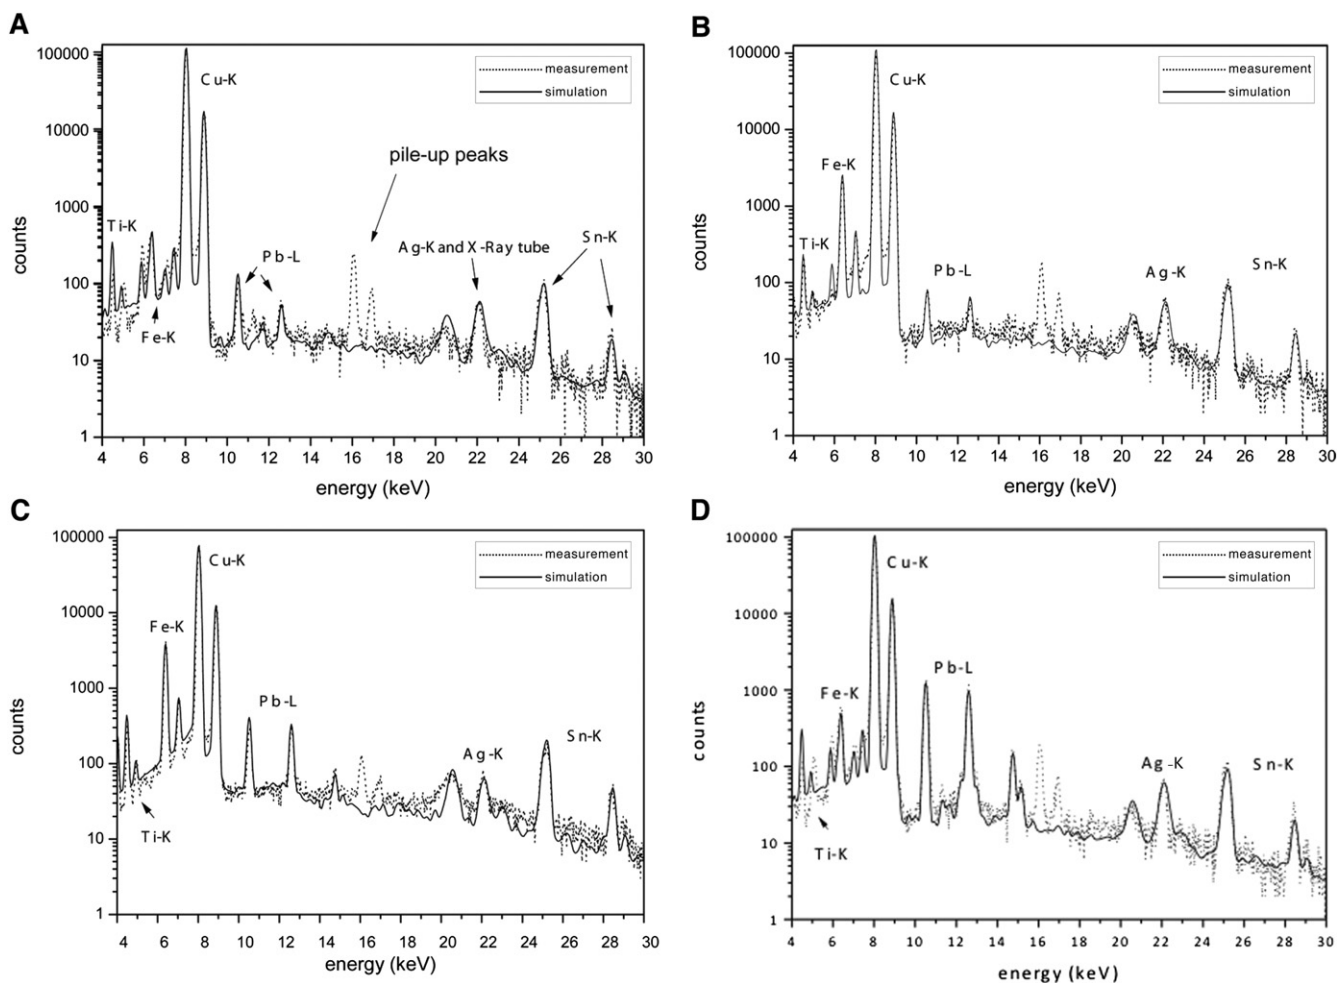 A
measurement
simulation
100000
10000
1000
100
10
1
counts
Cu-K
pile-up peaks
Ti-K
Ag-K and X-Ray tube
Sn-K
Pb-L
Fe-K
4 6 8 10 12 14 16 18 20 22 24 26 28 30
energy (keV)
B
measurement
simulation
100000
10000
1000
100
10
1
counts
Cu-K
Fe-K
Ti-K
Pb-L
Ag-K
Sn-K
4 6 8 10 12 14 16 18 20 22 24 26 28 30
energy (keV)
C
measurement
simulation
100000
10000
1000
100
10
1
counts
Cu-K
Fe-K
Pb-L
Ag-K
Sn-K
Ti-K
4 6 8 10 12 14 16 18 20 22 24 26 28 30
energy (keV)
D
measurement
simulation
100000
10000
1000
100
10
1
counts
Cu-K
Pb-L
Fe-K
Ag-K
Sn-K
Ti-K
4 6 8 10 12 14 16 18 20 22 24 26 28 30
energy (keV)